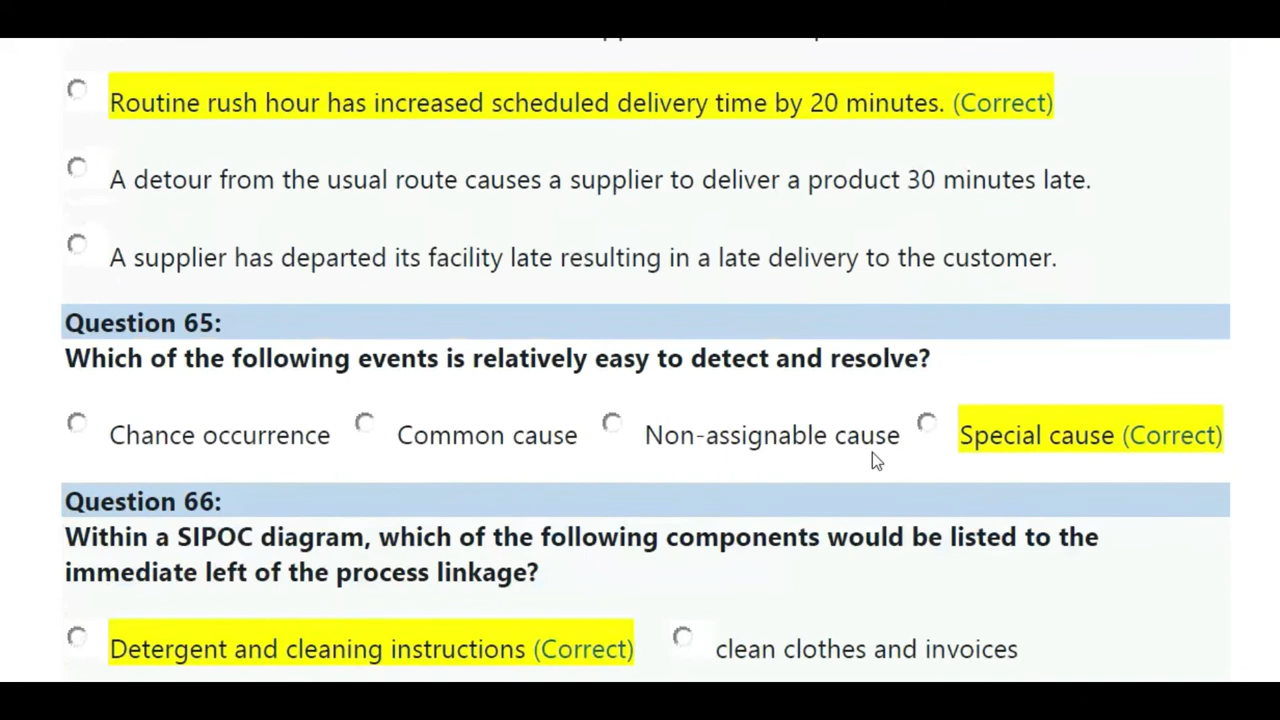 Routine rush hour has increased scheduled delivery time by 20 minutes. (Correct)
A detour from the usual route causes a supplier to deliver a product 30 minutes late.
A supplier has departed its facility late resulting in a late delivery to the customer.
Question 65:
Which of the following events is relatively easy to detect and resolve?
Chance occurrence Common cause Non-assignable cause Special cause (Correct)
Question 66:
Within a SIPOC diagram, which of the following components would be listed to the
immediate left of the process linkage?
Detergent and cleaning instructions (Correct) clean clothes and invoices